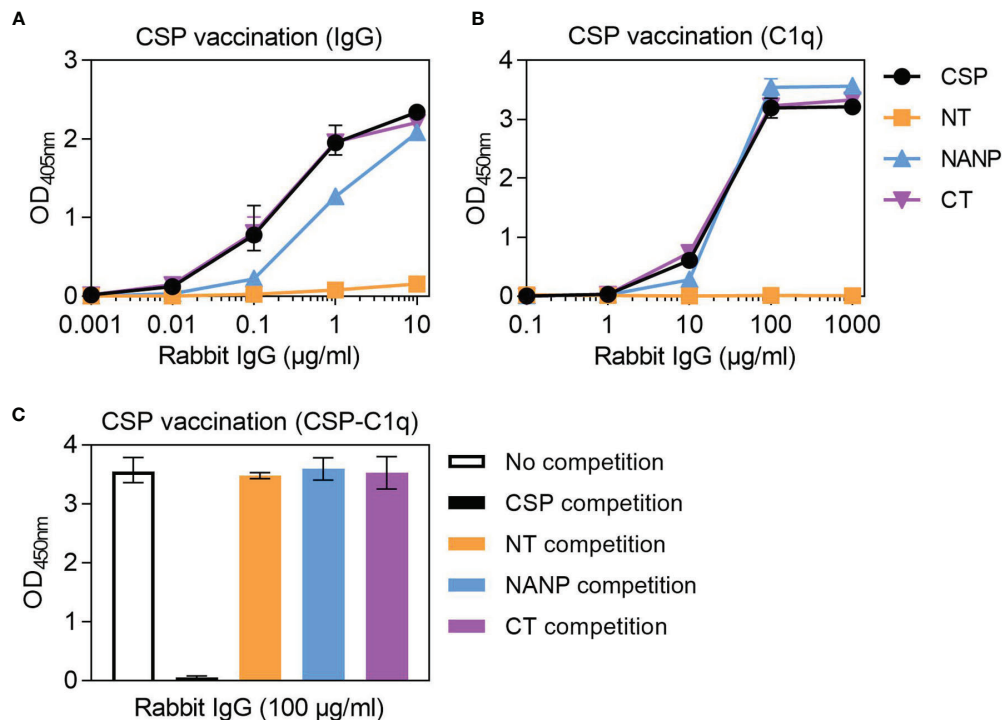 A
CSP vaccination (IgG)
3
2
1
0
OD405nm
0.001 0.01 0.1 1 10
Rabbit IgG (µg/ml)
B
CSP vaccination (C1q)
4
3
2
1
0
OD450nm
0.1 1 10 100 1000
Rabbit IgG (µg/ml)
CSP
NT
NANP
CT
C
CSP vaccination (CSP-C1q)
4
3
2
1
0
OD450nm
Rabbit IgG (100 µg/ml)
No competition
CSP competition
NT competition
NANP competition
CT competition